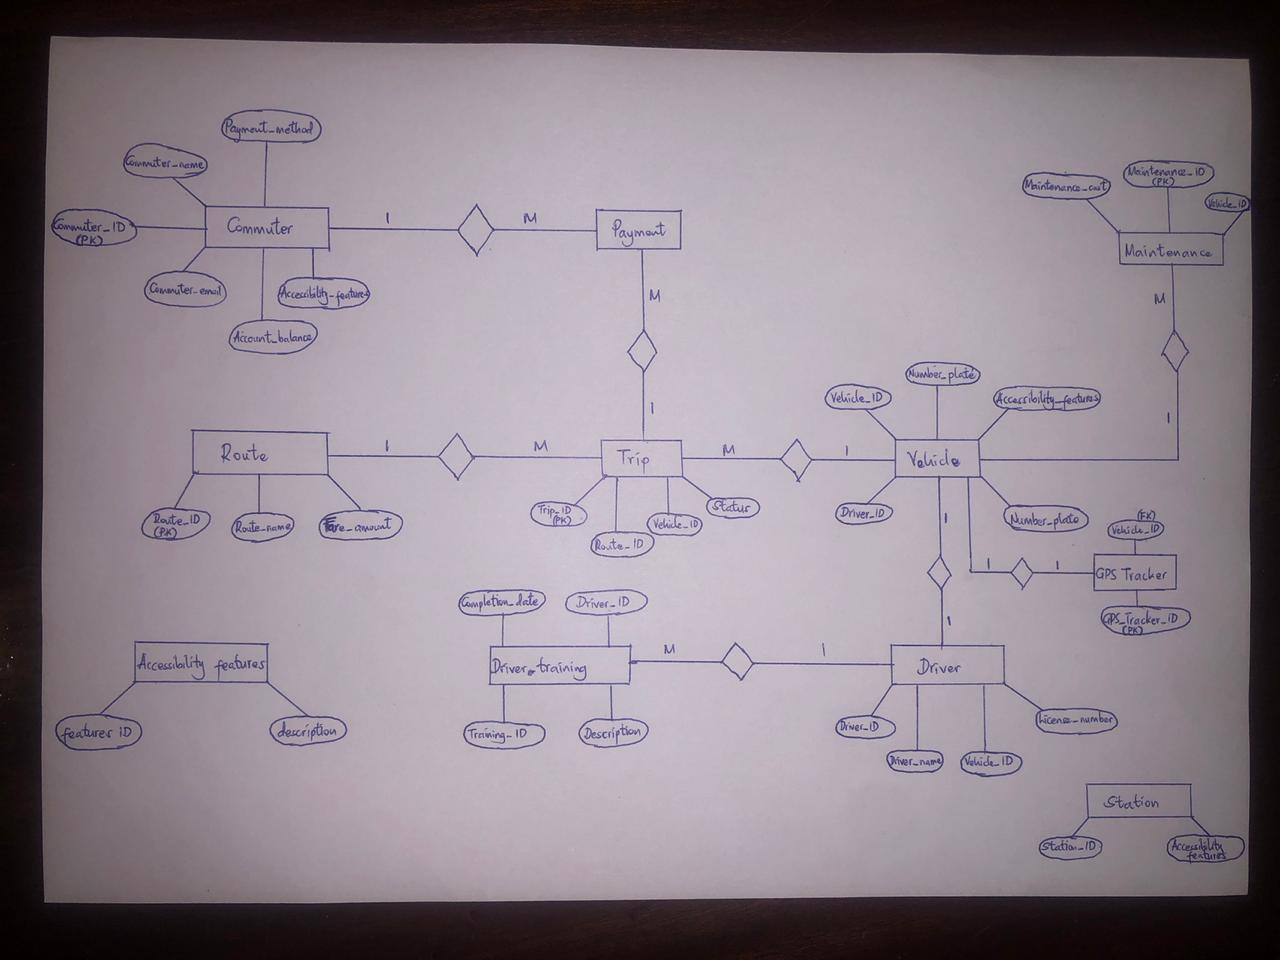 Payment_method
Commuter_name
Commuter_ID
(PK)
Commuter
1
M
Payment
Commuter_email
Accessibility_features
Account_balance
Maintenance_cost
Maintenance_ID
(PK)
Vehicle_ID
Maintenance
M
M
1
1
Number_plate
Vehicle_ID
Accessibility_features
Route
1
M
Trip
M
1
Vehicle
Route_ID
(PK)
Route_name
Fare_amount
Trip_ID
(PK)
Route_ID
Vehicle_ID
Status
Driver_ID
Number_plate
1
1
1
(FK)
Vehicle_ID
GPS Tracker
GPS_Tracker_ID
(PK)
Completion_date
Driver_ID
1
Accessibility features
features ID
description
Driver_training
M
1
Driver
Training_ID
Description
Driver_ID
Driver_name
Vehicle_ID
License_number
Station
Station_ID
Accessibility
features